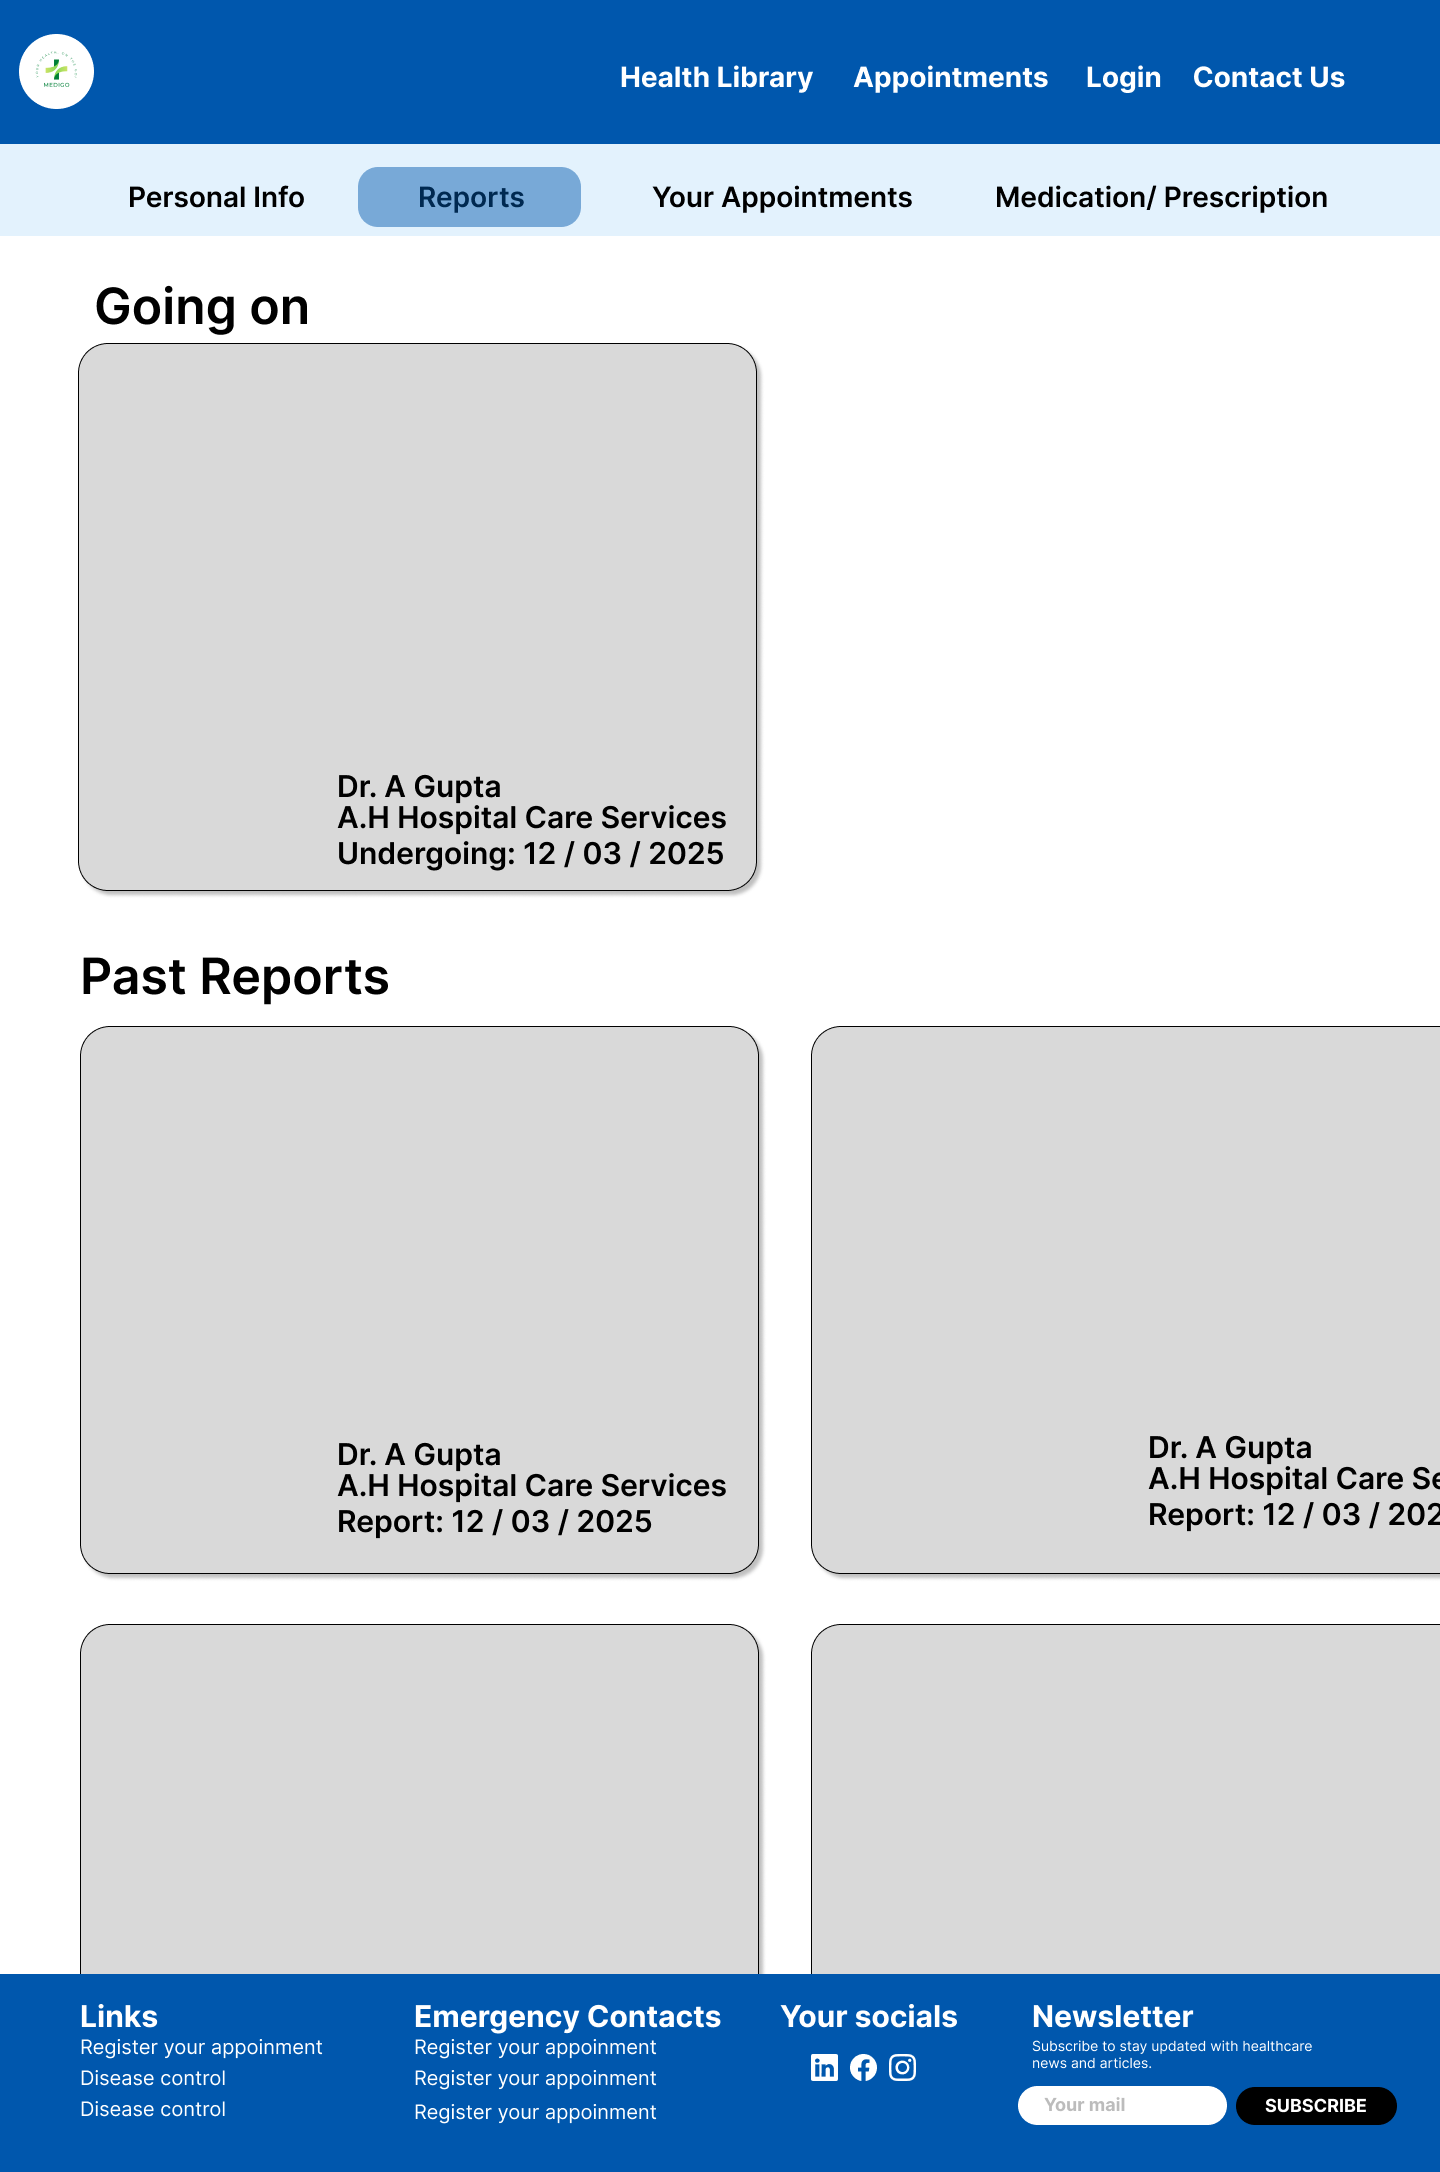 MEDIGO
Health Library Appointments Login Contact Us
Personal Info Reports Your Appointments Medication/ Prescription
Going on
Dr. A Gupta
A.H Hospital Care Services
Undergoing: 12 / 03 / 2025
Past Reports
Dr. A Gupta
A.H Hospital Care Services
Report: 12 / 03 / 2025
Dr. A Gupta
A.H Hospital Care Se
Report: 12 / 03 / 202
Links
Register your appoinment
Disease control
Disease control
Emergency Contacts
Register your appoinment
Register your appoinment
Register your appoinment
Your socials
Newsletter
Subscribe to stay updated with healthcare
news and articles.
Your mail SUBSCRIBE